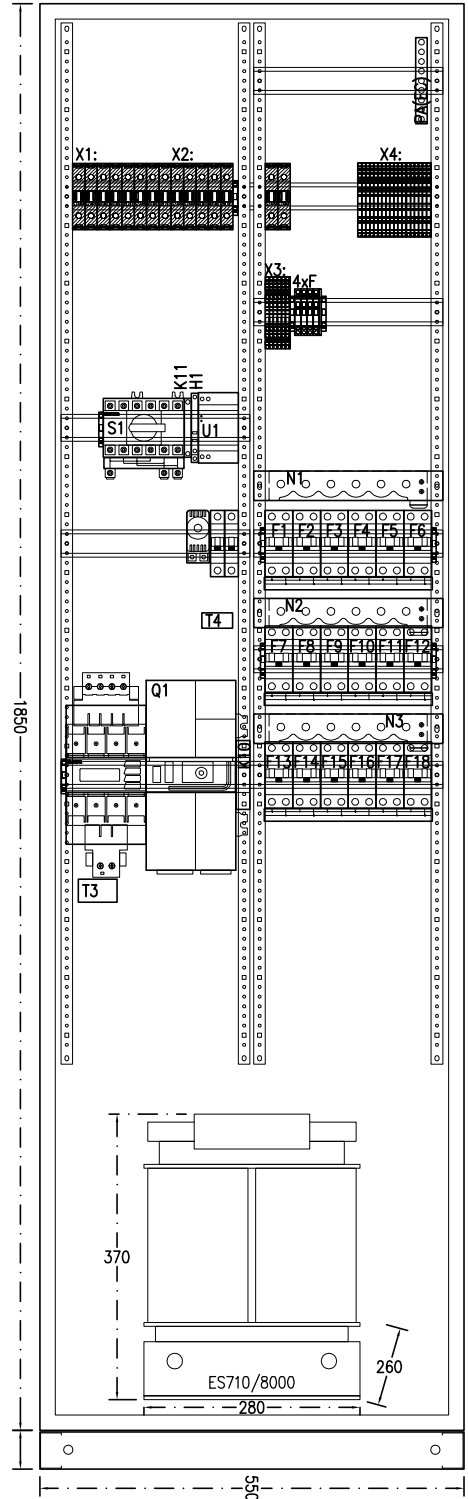 PA(PC)
X1:
X2:
X4:
X3:
4xF
K11
H1
S1
U1
N1
F1 F2 F3 F4 F5 F6
T4
N2
F7 F8 F9 F10 F11 F12
Q1
N3
K10
F13 F14 F15 F16 F17 F18
T3
1850
370
260
ES710/8000
280
550